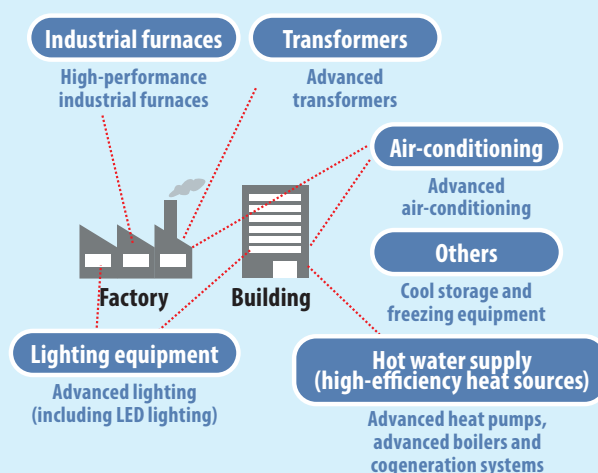 Industrial furnaces
High-performance
industrial furnaces
Transformers
Advanced
transformers
Air-conditioning
Advanced
air-conditioning
Others
Cool storage and
freezing equipment
Factory
Building
Lighting equipment
Advanced lighting
(including LED lighting)
Hot water supply
(high-efficiency heat sources)
Advanced heat pumps,
advanced boilers and
cogeneration systems